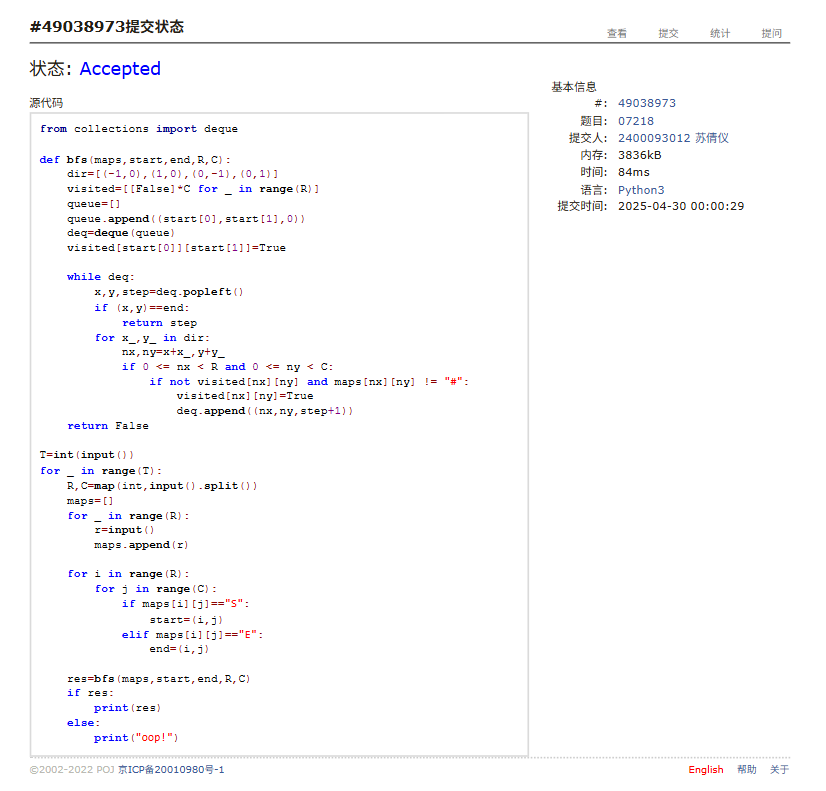 #49038973提交状态
查看 提交 统计 提问
状态: Accepted
源代码
from collections import deque

def bfs(maps,start,end,R,C):
    dir=[(-1,0),(1,0),(0,-1),(0,1)]
    visited=[[False]*C for _ in range(R)]
    queue=[]
    queue.append((start[0],start[1],0))
    deq=deque(queue)
    visited[start[0]][start[1]]=True

    while deq:
        x,y,step=deq.popleft()
        if (x,y)==end:
            return step
        for x_,y_ in dir:
            nx,ny=x+x_,y+y_
            if 0 <= nx < R and 0 <= ny < C:
                if not visited[nx][ny] and maps[nx][ny] != "#":
                    visited[nx][ny]=True
                    deq.append((nx,ny,step+1))
    return False

T=int(input())
for _ in range(T):
    R,C=map(int,input().split())
    maps=[]
    for _ in range(R):
        r=input()
        maps.append(r)

    for i in range(R):
        for j in range(C):
            if maps[i][j]=="S":
                start=(i,j)
            elif maps[i][j]=="E":
                end=(i,j)

    res=bfs(maps,start,end,R,C)
    if res:
        print(res)
    else:
        print("oop!")
基本信息
#: 49038973
题目: 07218
提交人: 2400093012 苏倩仪
内存: 3836kB
时间: 84ms
语言: Python3
提交时间: 2025-04-30 00:00:29
©2002-2022 POJ 京ICP备20010980号-1
English 帮助 关于